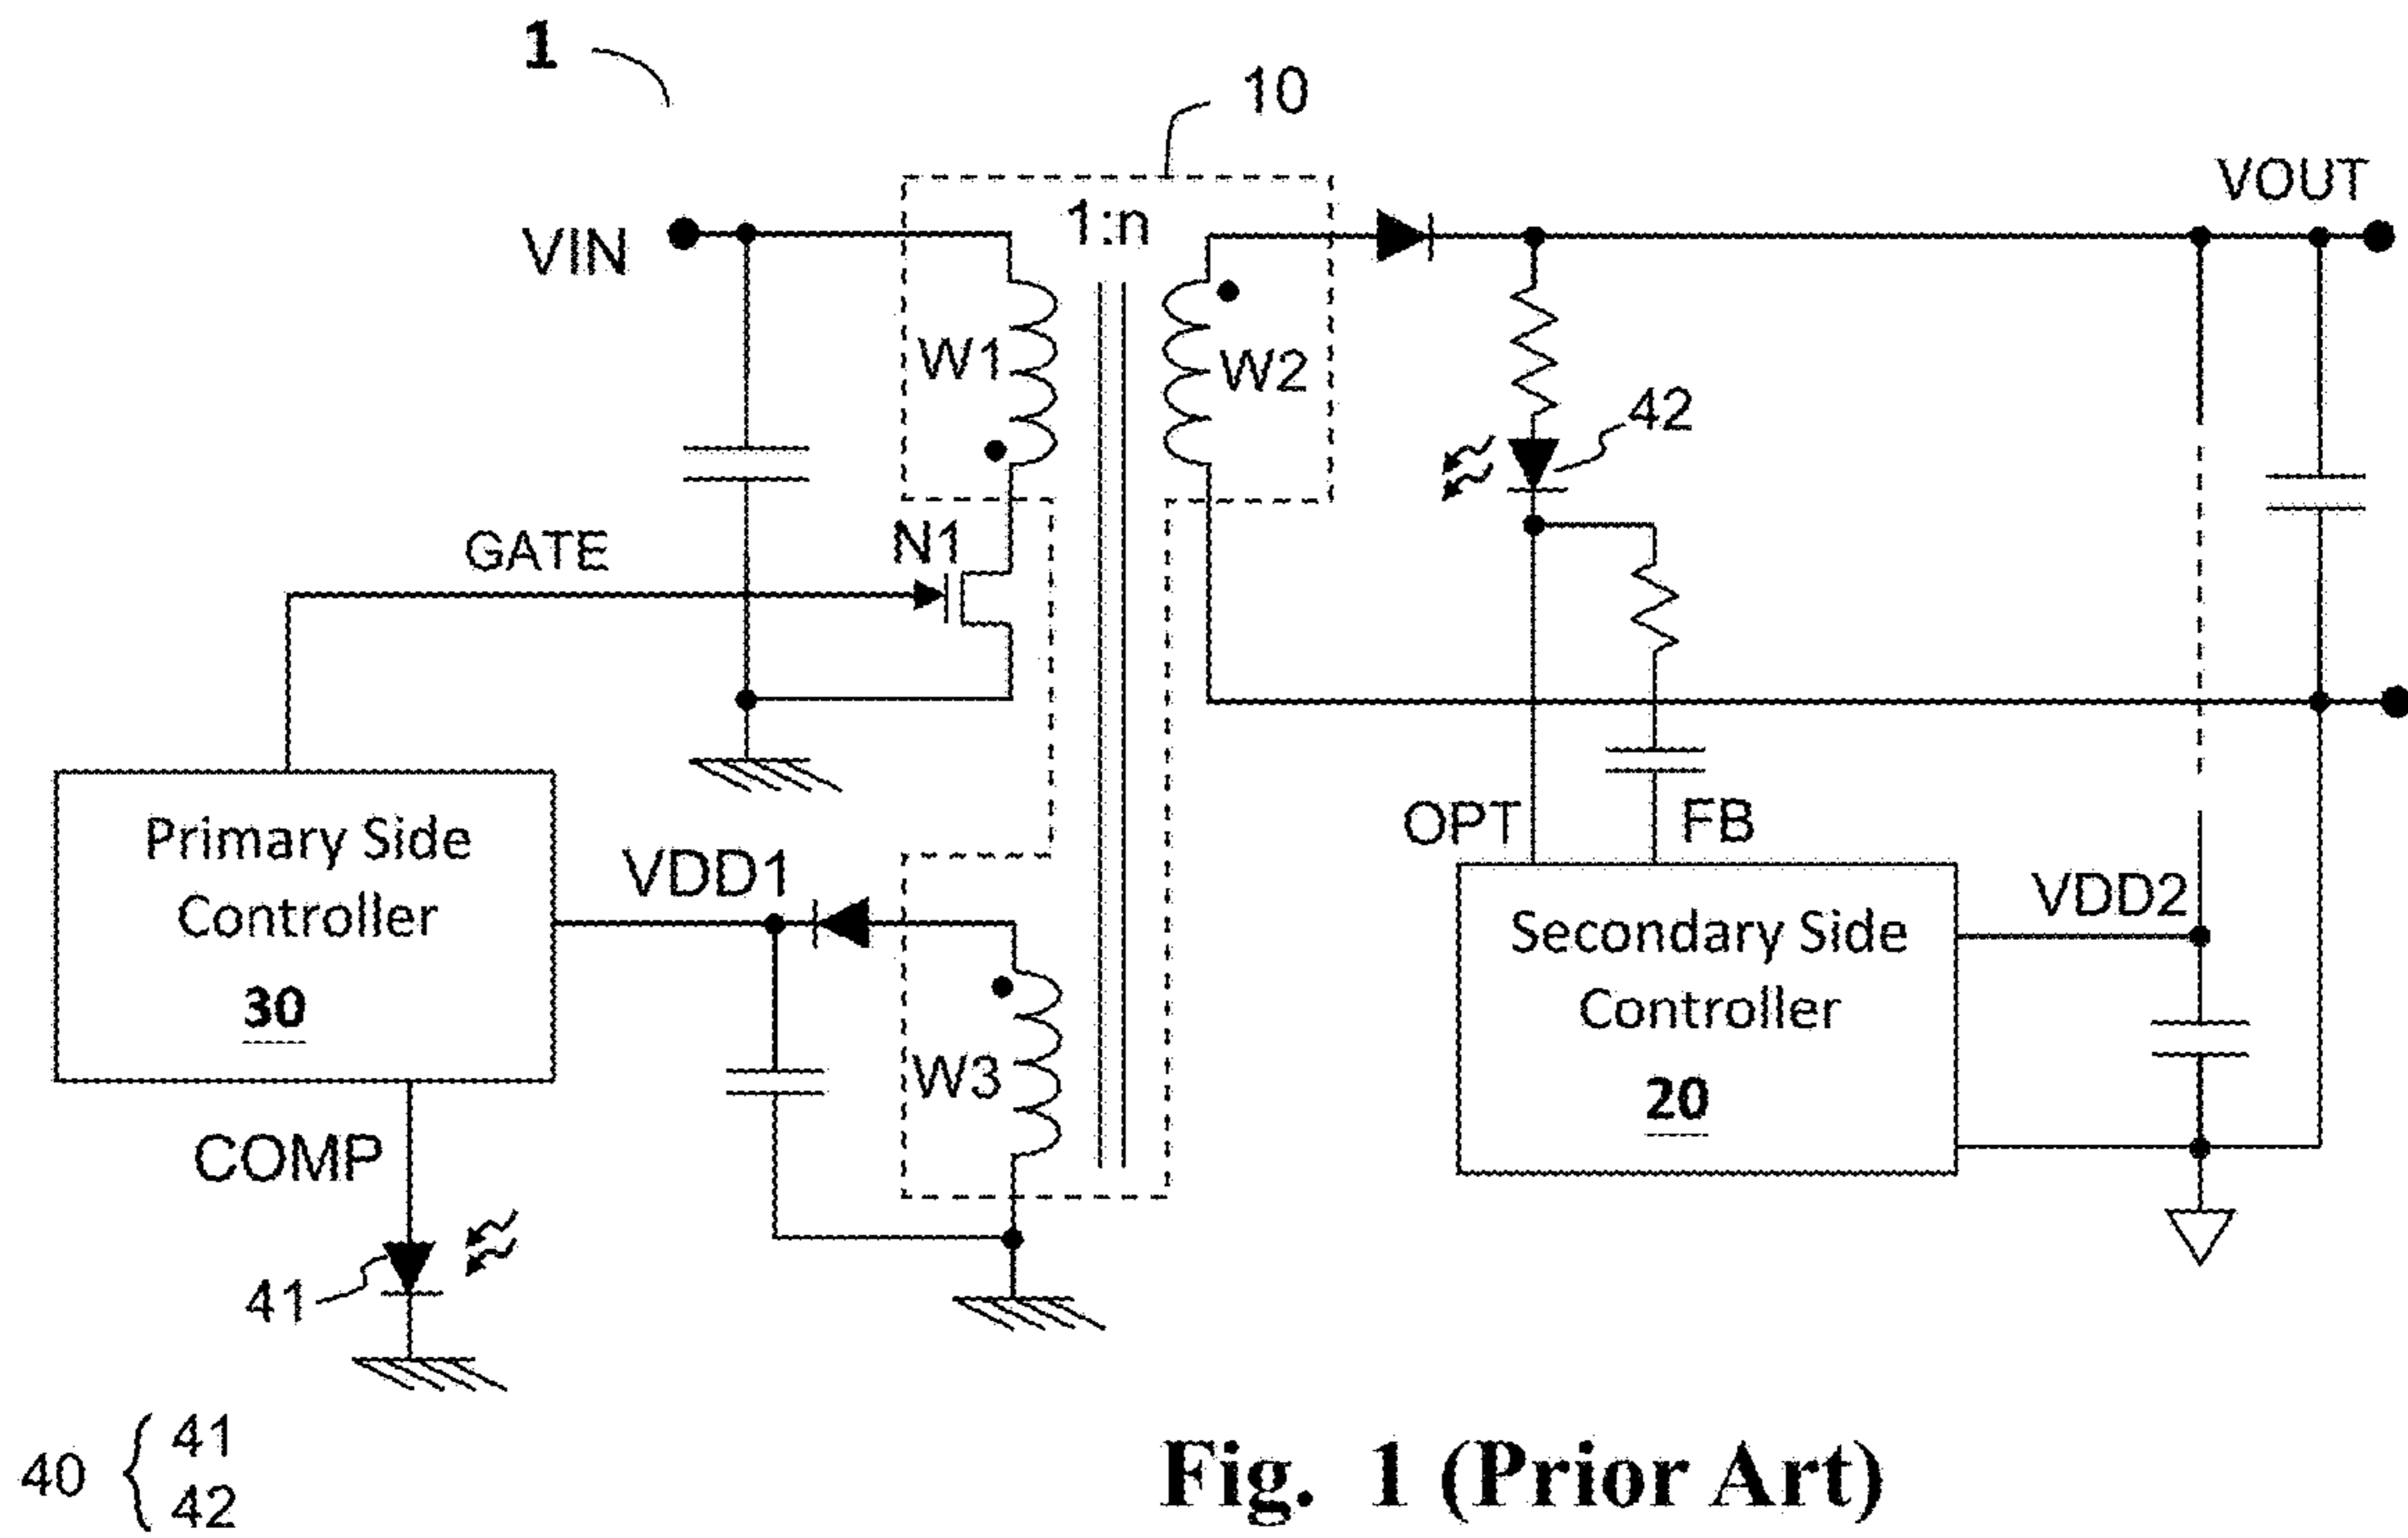 1
10
VOUT
VIN
1:n
W1
W2
42
GATE
N1
Primary Side
Controller
30
VDD1
OPT
FB
VDD2
Secondary Side
Controller
20
W3
COMP
41
40 { 41
42
Fig. 1 (Prior Art)